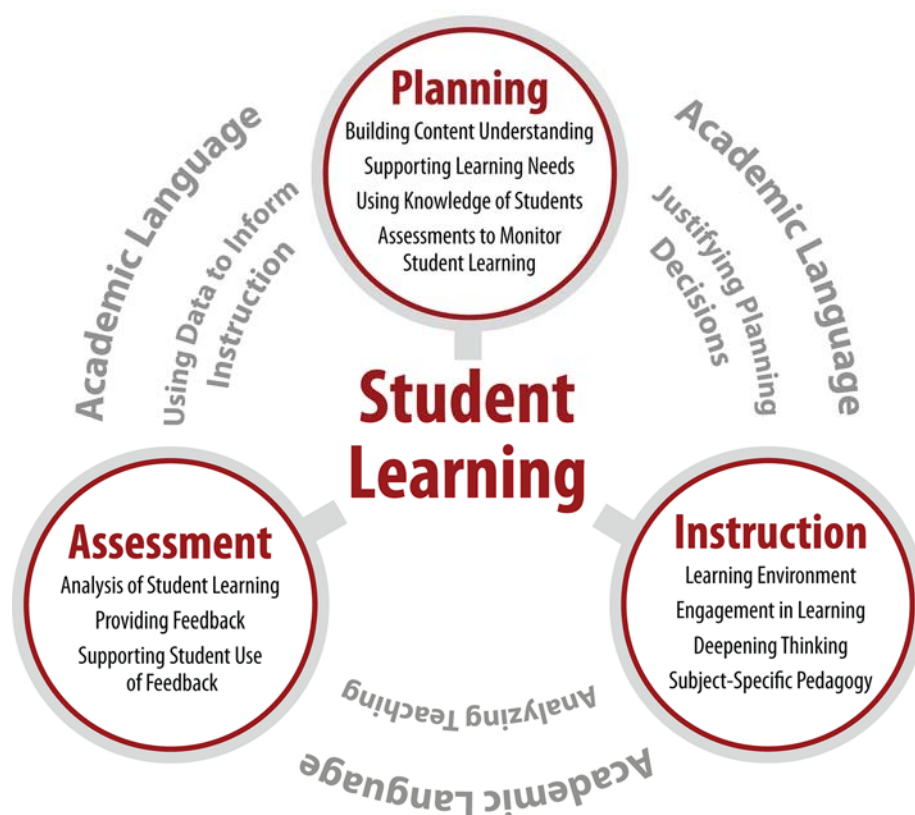 Planning
Building Content Understanding
Supporting Learning Needs
Using Knowledge of Students
Assessments to Monitor
Student Learning
Academic Language
Using Data to Inform
Instruction
Academic Language
Justifying Planning
Decisions
Student
Learning
Assessment
Analysis of Student Learning
Providing Feedback
Supporting Student Use
of Feedback
Instruction
Learning Environment
Engagement in Learning
Deepening Thinking
Subject-Specific Pedagogy
Analyzing Teaching
Academic Language